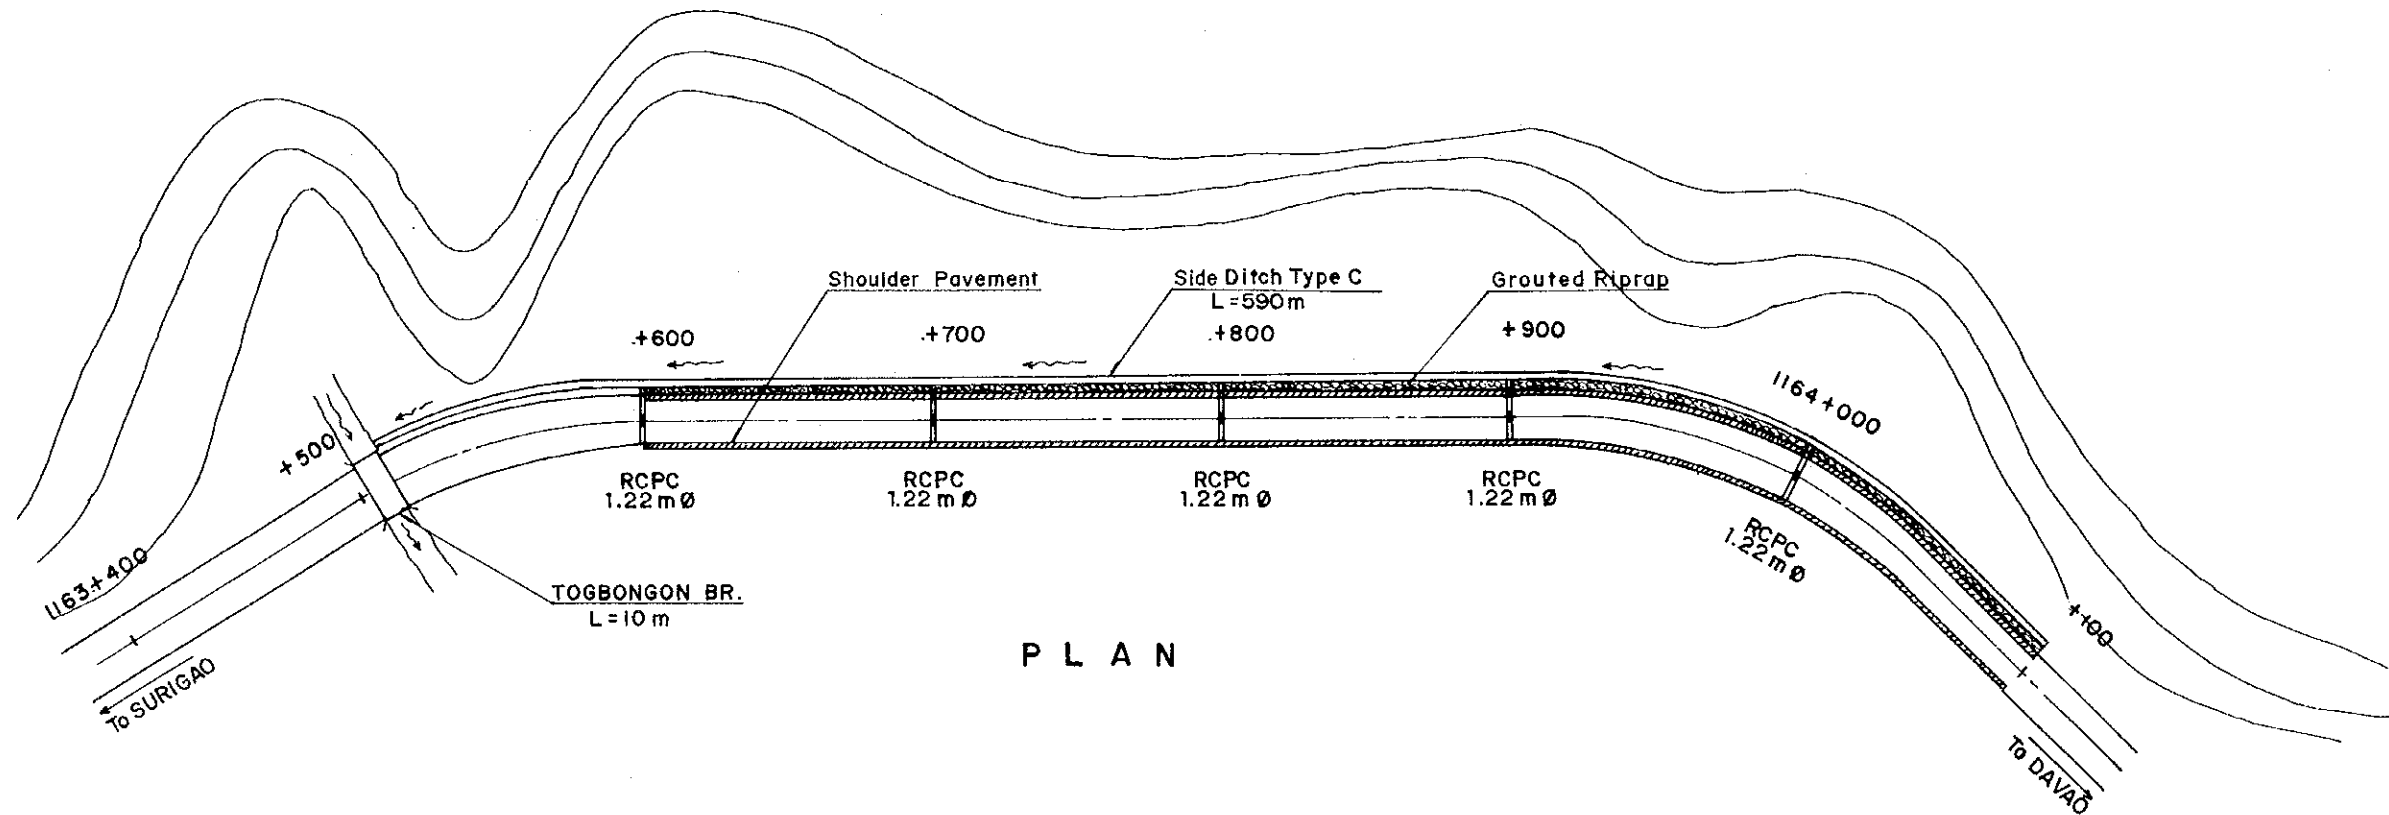 Shoulder Pavement
Side Ditch Type C
L=590m
Grouted Riprap
+600
+700
+800
+900
1164+000
+500
RCPC
1.22mØ
RCPC
1.22mØ
RCPC
1.22mØ
RCPC
1.22mØ
RCPC
1.22mØ
1163+400
TOGBONGON BR.
L=10m
+100
PLAN
To SURIGAO
To DAVAO